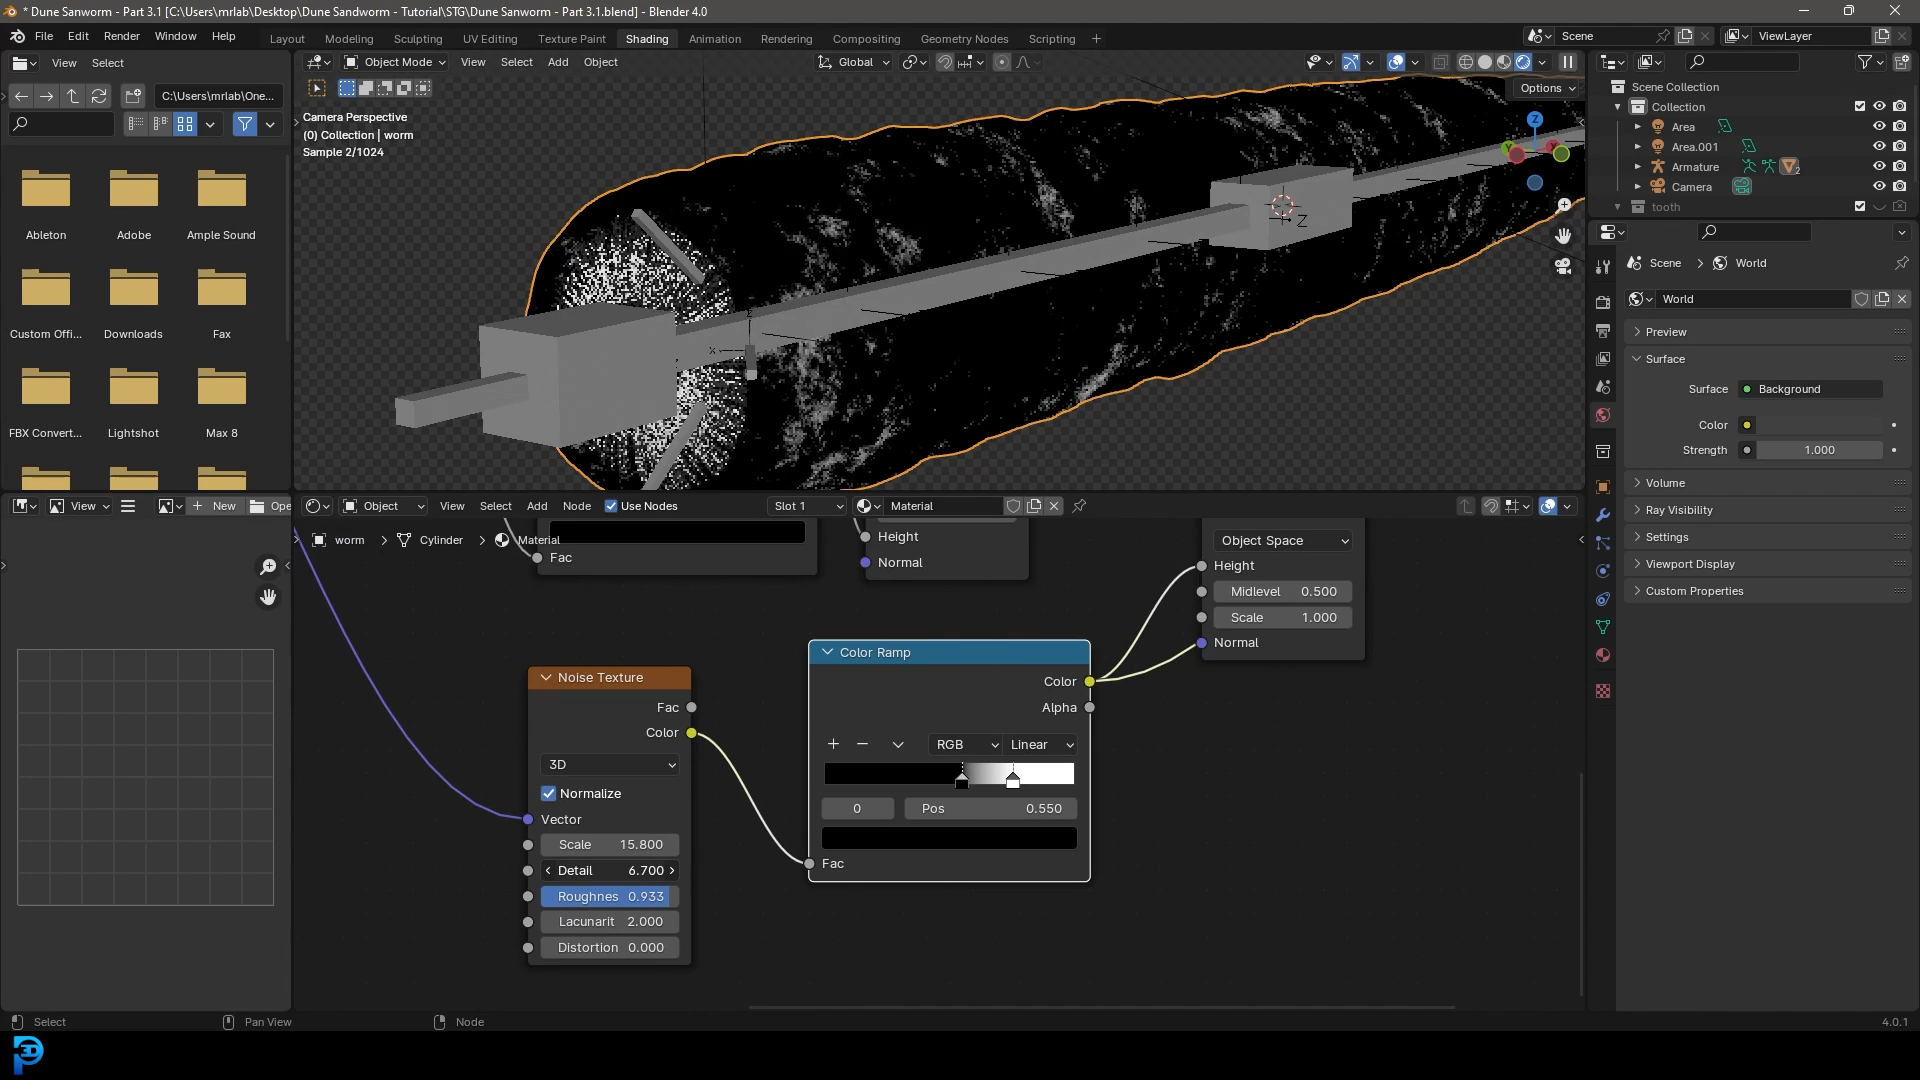 * Dune Sanworm - Part 3.1 [C:\Users\mrlab\Desktop\Dune Sandworm - Tutorial\STG\Dune Sanworm - Part 3.1.blend] - Blender 4.0
File Edit Render Window Help
Layout Modeling Sculpting UV Editing Texture Paint Shading Animation Rendering Compositing Geometry Nodes Scripting +
Scene
ViewLayer
View Select
Object Mode View Select Add Object
Global
C:\Users\mrlab\One...
Options
Camera Perspective
(0) Collection | worm
Sample 2/1024
Z
Y
X
Z
X
Z
Ableton Adobe Ample Sound
Custom Offi... Downloads Fax
FBX Convert... Lightshot Max 8
Scene Collection
Collection
Area
Area.001
Armature
2
Camera
tooth
Scene > World
World
Preview
Surface
Surface Background
Color
Strength 1.000
Volume
Ray Visibility
Settings
Viewport Display
Custom Properties
View + New Ope
Object View Select Add Node Use Nodes Slot 1 Material
worm > Cylinder > Material
Fac
Height
Normal
Object Space
Height
Midlevel 0.500
Scale 1.000
Normal
Noise Texture
Fac
Color
3D
Normalize
Vector
Scale 15.800
Detail 6.700
Roughnes 0.933
Lacunarit 2.000
Distortion 0.000
Color Ramp
Color
Alpha
RGB Linear
0 Pos 0.550
Fac
Select Pan View Node 4.0.1